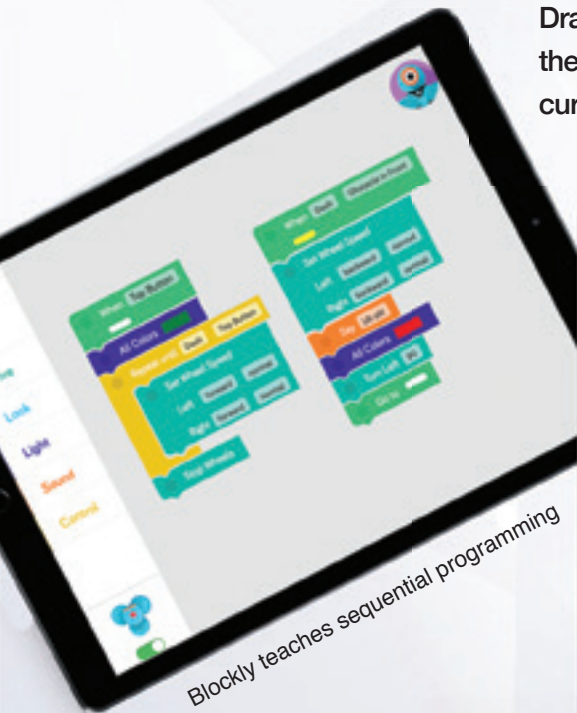 Dra
the
cur
Look
Light
Sound
Control
When Top Button
All Colors
Repeat until Dash Top Button
Set Wheel Speed
Left forward normal
Right forward normal
Stop Wheels
When Dash Obstacle in Front
Set Wheel Speed
Left backward normal
Right backward normal
Say Uh oh
All Colors
Turn Left 90
Go to
Blockly teaches sequential programming